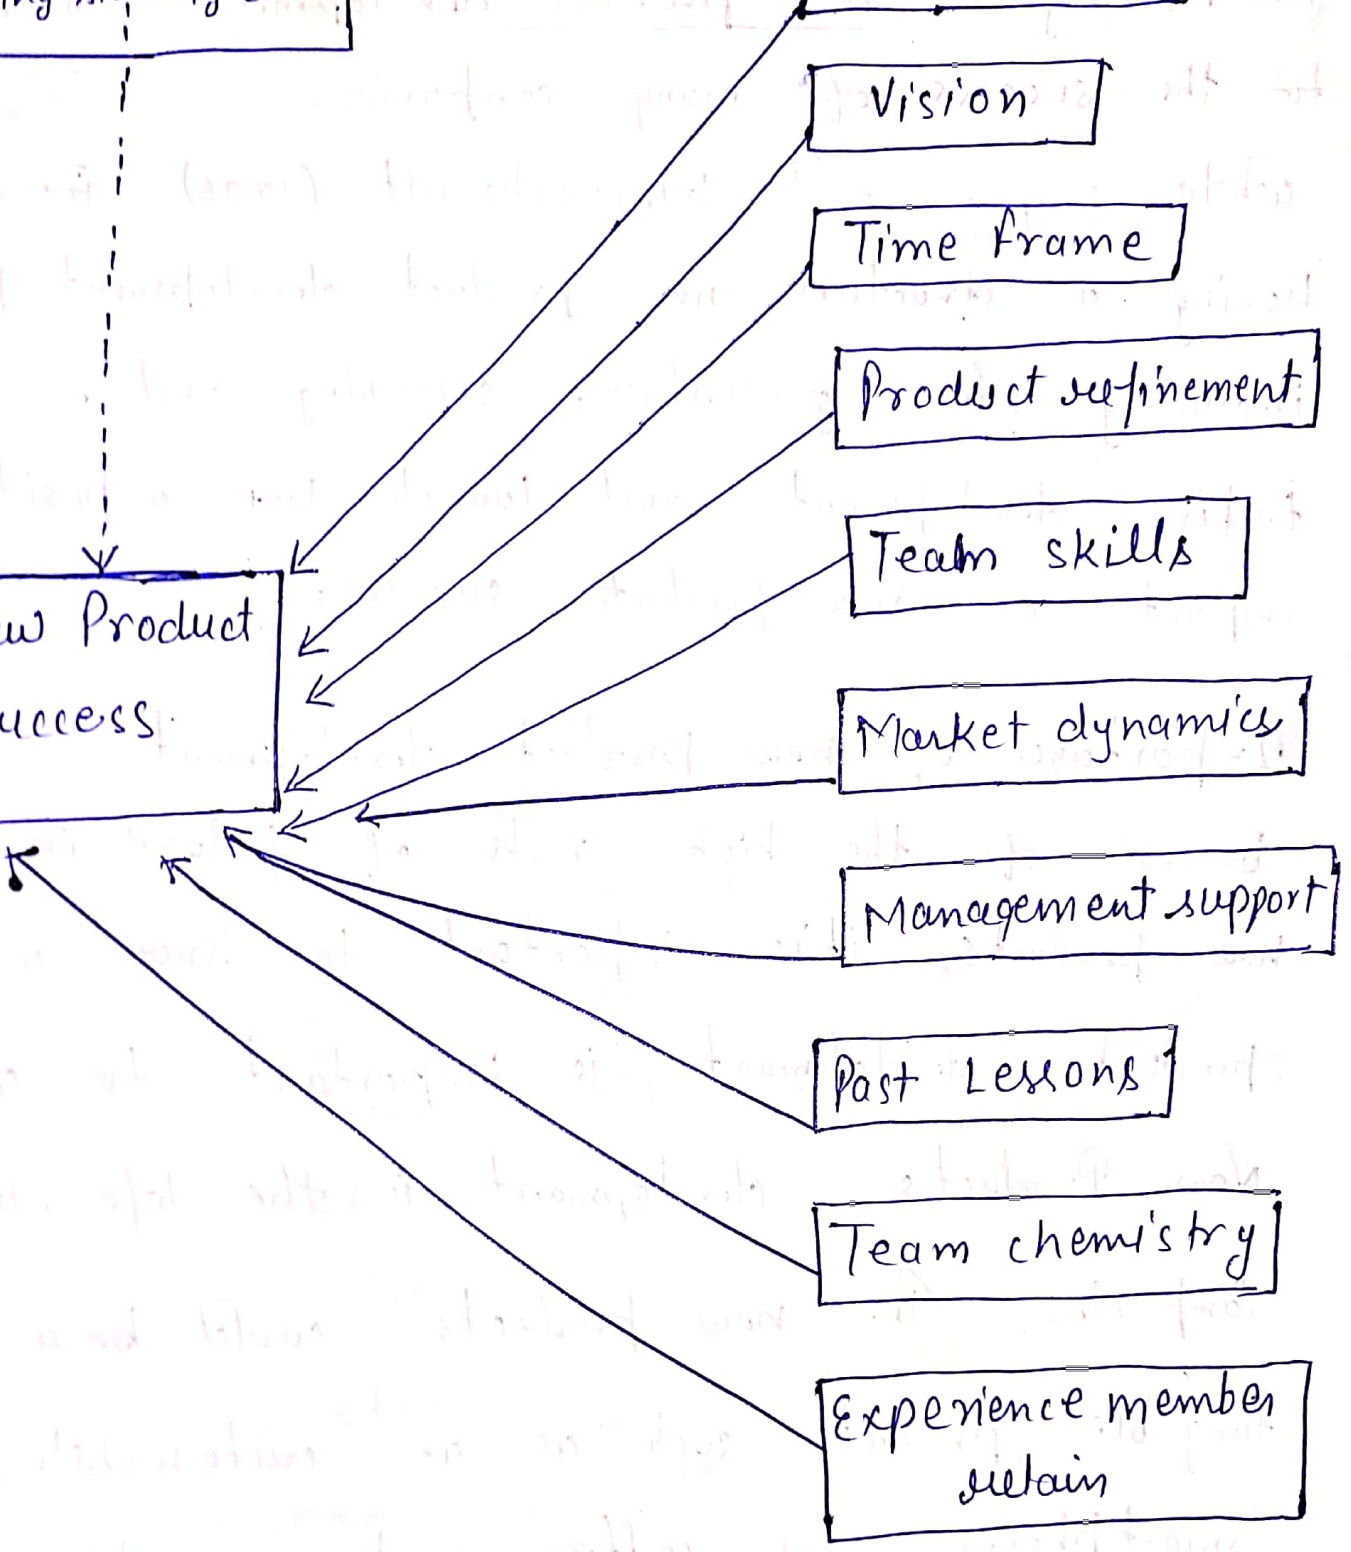 Vision
Time frame
Product refinement
Team skills
w Product
uccess
Market dynamics
Management support
Past Lessons
Team chemistry
Experience member
retain